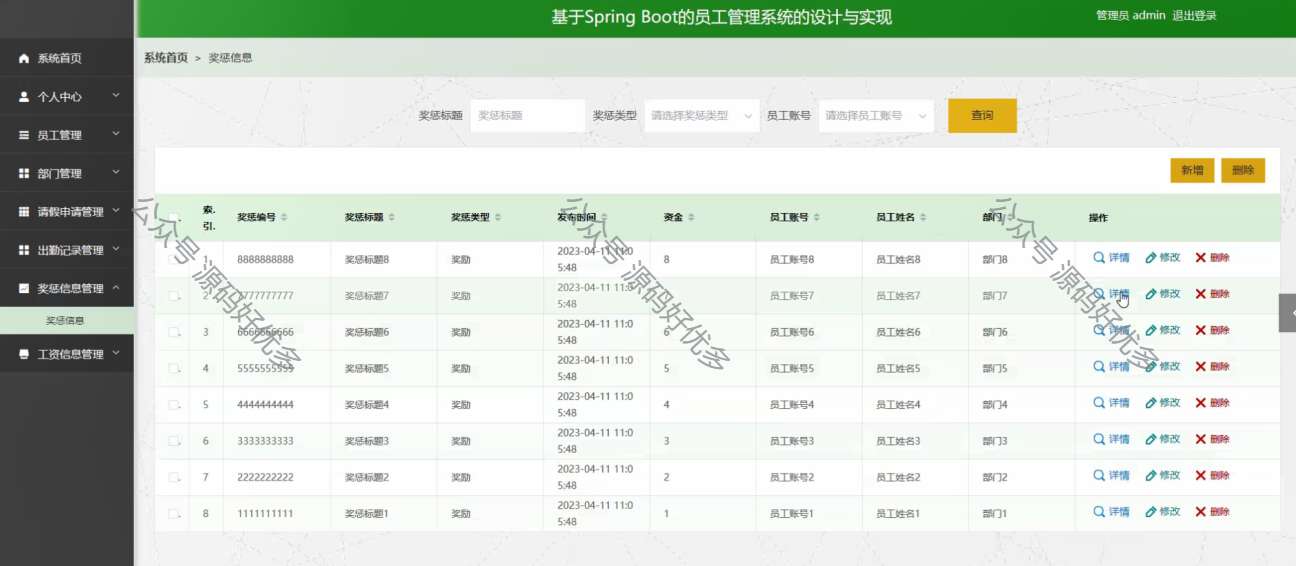 基于Spring Boot的员工管理系统的设计与实现
管理员 admin 退出登录
系统首页
个人中心
员工管理
部门管理
请假申请管理
出勤记录管理
奖惩信息管理
奖惩信息
工资信息管理
系统首页 > 奖惩信息
奖惩标题 奖惩标题 奖惩类型 请选择奖惩类型 员工账号 请选择员工账号 查询
新增 删除
索引. 奖惩编号 奖惩标题 奖惩类型 发布时间 资金 员工账号 员工姓名 部门 操作
1 8888888888 奖惩标题8 奖励 2023-04-11 11:05:48 8 员工账号8 员工姓名8 部门8 详情 修改 删除
2 7777777777 奖惩标题7 奖励 2023-04-11 11:05:48 员工账号7 员工姓名7 部门7 详情 修改 删除
3 6666666666 奖惩标题6 奖励 2023-04-11 11:05:48 6 员工账号6 员工姓名6 部门6 详情 修改 删除
4 5555555555 奖惩标题5 奖励 2023-04-11 11:05:48 5 员工账号5 员工姓名5 部门5 详情 修改 删除
5 4444444444 奖惩标题4 奖励 2023-04-11 11:05:48 4 员工账号4 员工姓名4 部门4 详情 修改 删除
6 3333333333 奖惩标题3 奖励 2023-04-11 11:05:48 3 员工账号3 员工姓名3 部门3 详情 修改 删除
7 2222222222 奖惩标题2 奖励 2023-04-11 11:05:48 2 员工账号2 员工姓名2 部门2 详情 修改 删除
8 1111111111 奖惩标题1 奖励 2023-04-11 11:05:48 1 员工账号1 员工姓名1 部门1 详情 修改 删除
公众号 源码好优多
公众号 源码好优多
公众号 源码好优多